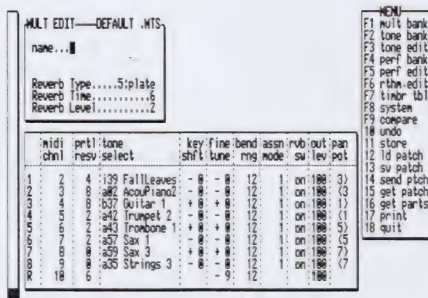 MULT EDIT DEFAULT .MTS
name...
Reverb Type.....5:plate
Reverb Time...........6
Reverb Level..........2
midi prtl tone key fine bend assn rvb out pan
chnl resv select shft tune rng mode sw lev pot
1 2 4 i39 FallLeaves - 0 - 0 12 1 on 100 3)
2 3 8 a02 AcouPiano2 - 0 - 0 12 1 on 100 (3
3 4 8 b37 Guitar 1 + 0 + 0 12 1 on 100 1)
4 5 2 a42 Trumpet 2 - 0 - 0 12 1 on 100 (1
5 6 2 a43 Trombone 1 + 0 + 0 12 1 on 100 5)
6 7 2 a57 Sax 1 - 0 - 0 12 1 on 100 (5
7 8 0 a59 Sax 3 + 0 + 0 12 1 on 100 7)
8 9 0 a35 Strings 3 - 0 - 0 12 1 on 100 (7
R 10 6 - 9 12 100
MENU
F1 mult bank
F2 tone bank
F3 tone edit
F4 perf bank
F5 perf edit
F6 rthm.edit
F7 timbr tbl
F8 system
F9 compare
10 undo
11 store
12 ld patch
13 sv patch
14 send ptch
15 get patch
16 get parts
17 print
18 quit